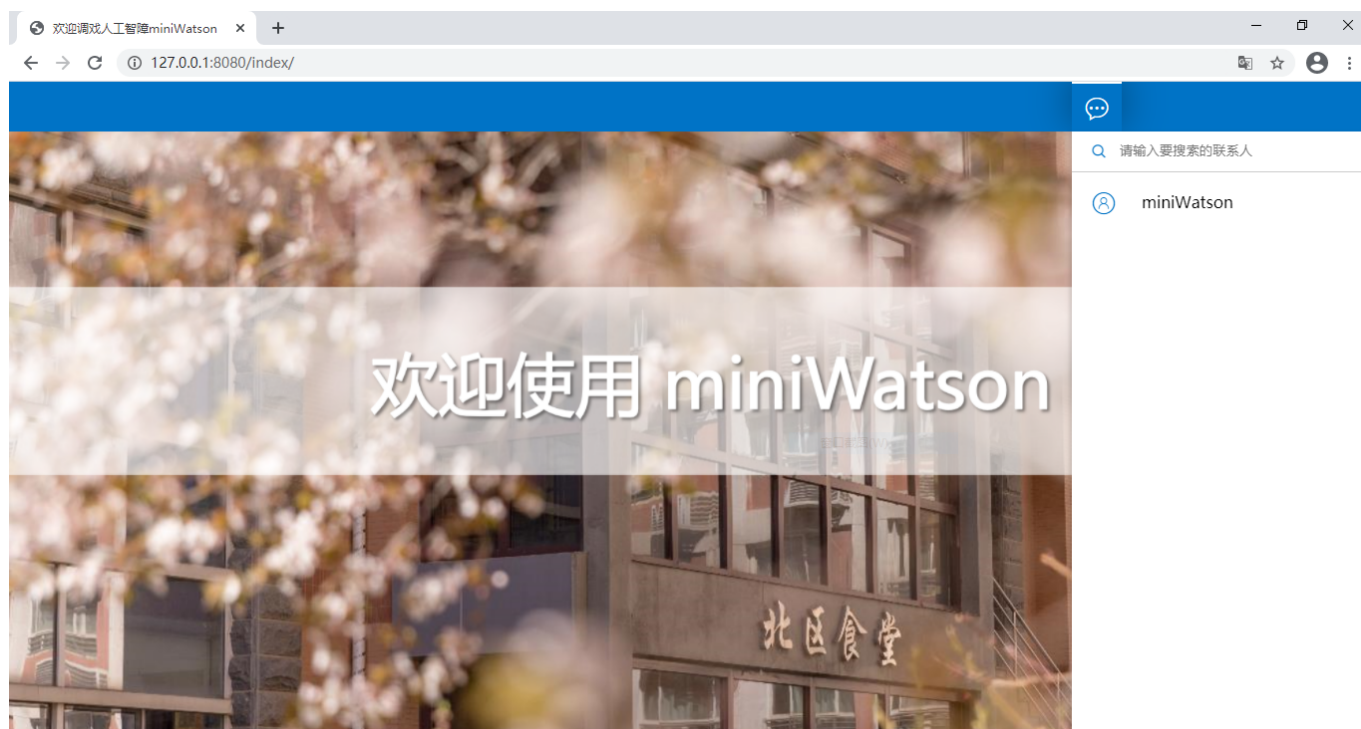 欢迎调戏人工智障miniWatson
127.0.0.1:8080/index/
请输入要搜索的联系人
miniWatson
欢迎使用 miniWatson
北区食堂